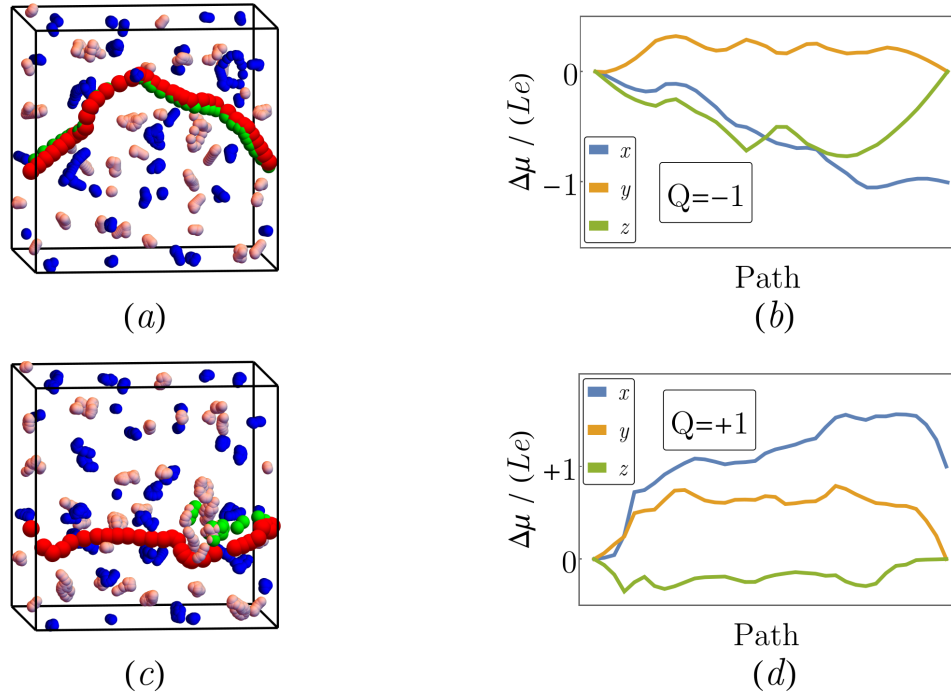 Δμ / (Le)
0
−1
x
y
z
Q=−1
Path
(a)
(b)
Δμ / (Le)
+1
0
x
y
z
Q=+1
Path
(c)
(d)